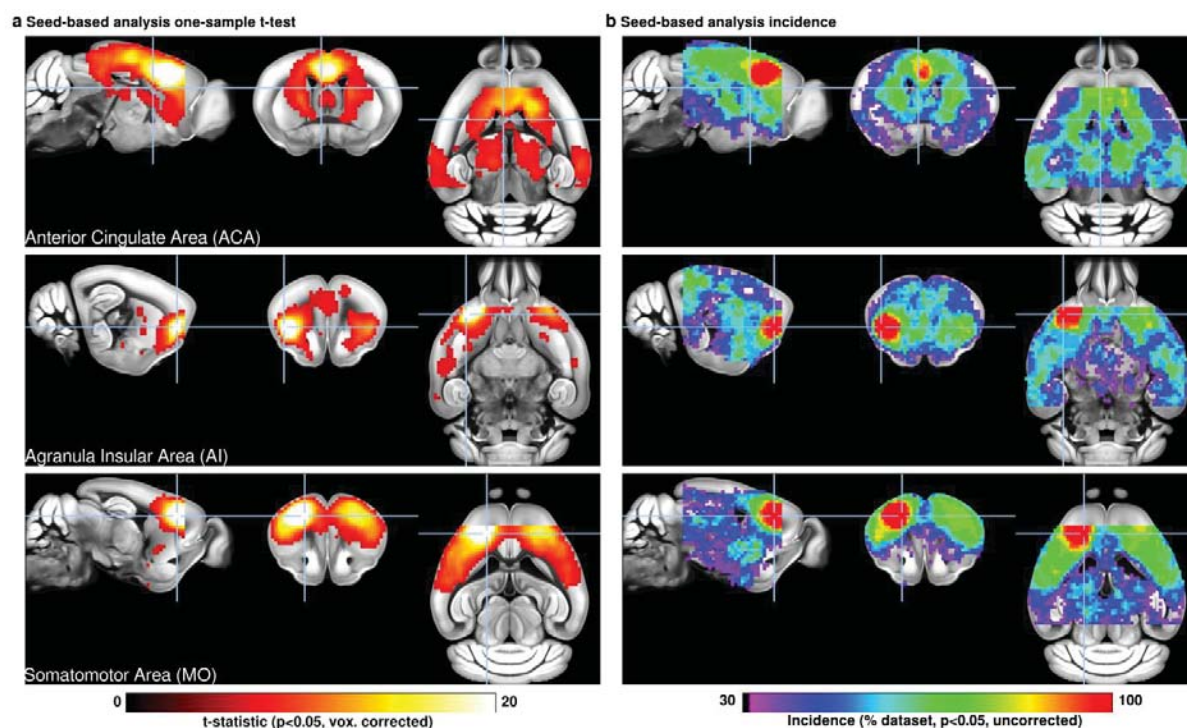 a Seed-based analysis one-sample t-test
b Seed-based analysis incidence
Anterior Cingulate Area (ACA)
Agranula Insular Area (AI)
Somatomotor Area (MO)
0
20
t-statistic (p<0.05, vox. corrected)
30
100
Incidence (% dataset, p<0.05, uncorrected)